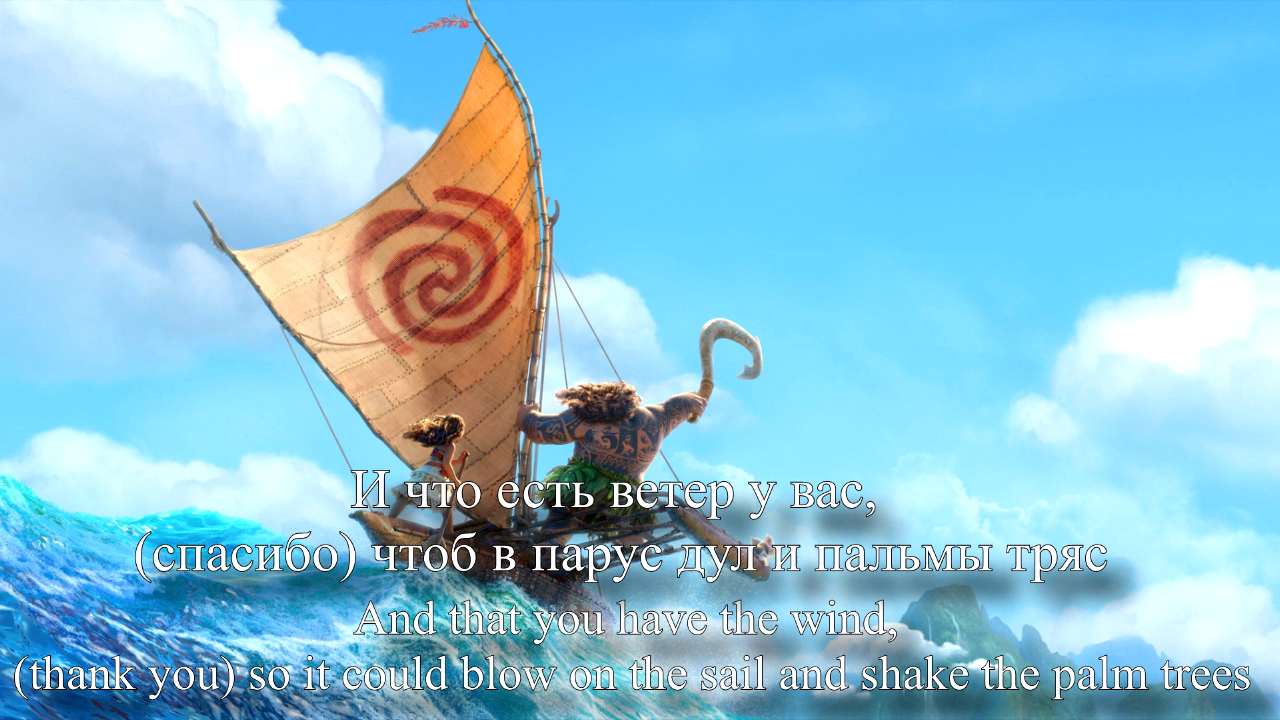 И что есть ветер у вас,
(спасибо) чтоб в парус дул и пальмы тряс
And that you have the wind,
(thank you) so it could blow on the sail and shake the palm trees